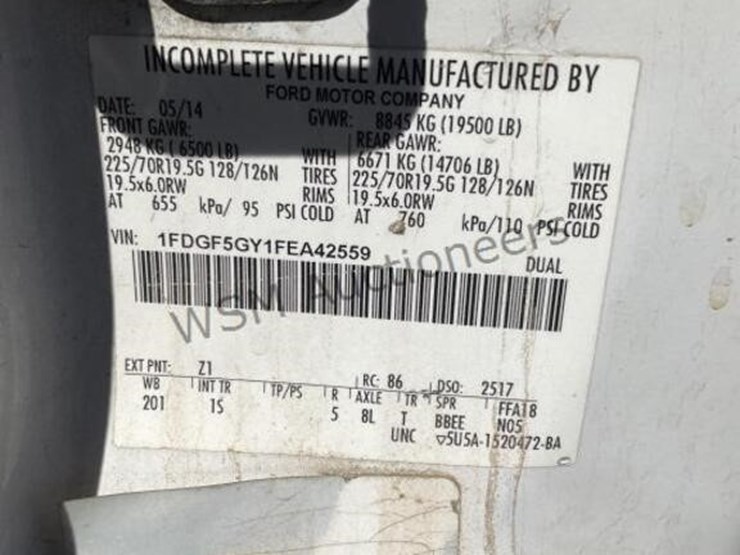 INCOMPLETE VEHICLE MANUFACTURED BY
FORD MOTOR COMPANY
DATE: 05/14 GVWR: 8845 KG (19500 LB)
FRONT GAWR: REAR GAWR:
2948 KG ( 6500 LB) WITH 6671 KG (14706 LB) WITH
225/70R19.5G 128/126N TIRES 225/70R19.5G 128/126N TIRES
19.5x6.0RW RIMS 19.5x6.0RW RIMS
AT 655 kPa/ 95 PSI COLD AT 760 kPa/110 PSI COLD
VIN: 1FDGF5GY1FEA42559 DUAL
WSM Auctioneers
EXT PNT: Z1 RC: 86 DSO: 2517
WB INT TR TP/PS R AXLE TR SPR FFA18
201 1S 5 8L T BBEE N05
UNC ▽5U5A-1520472-BA